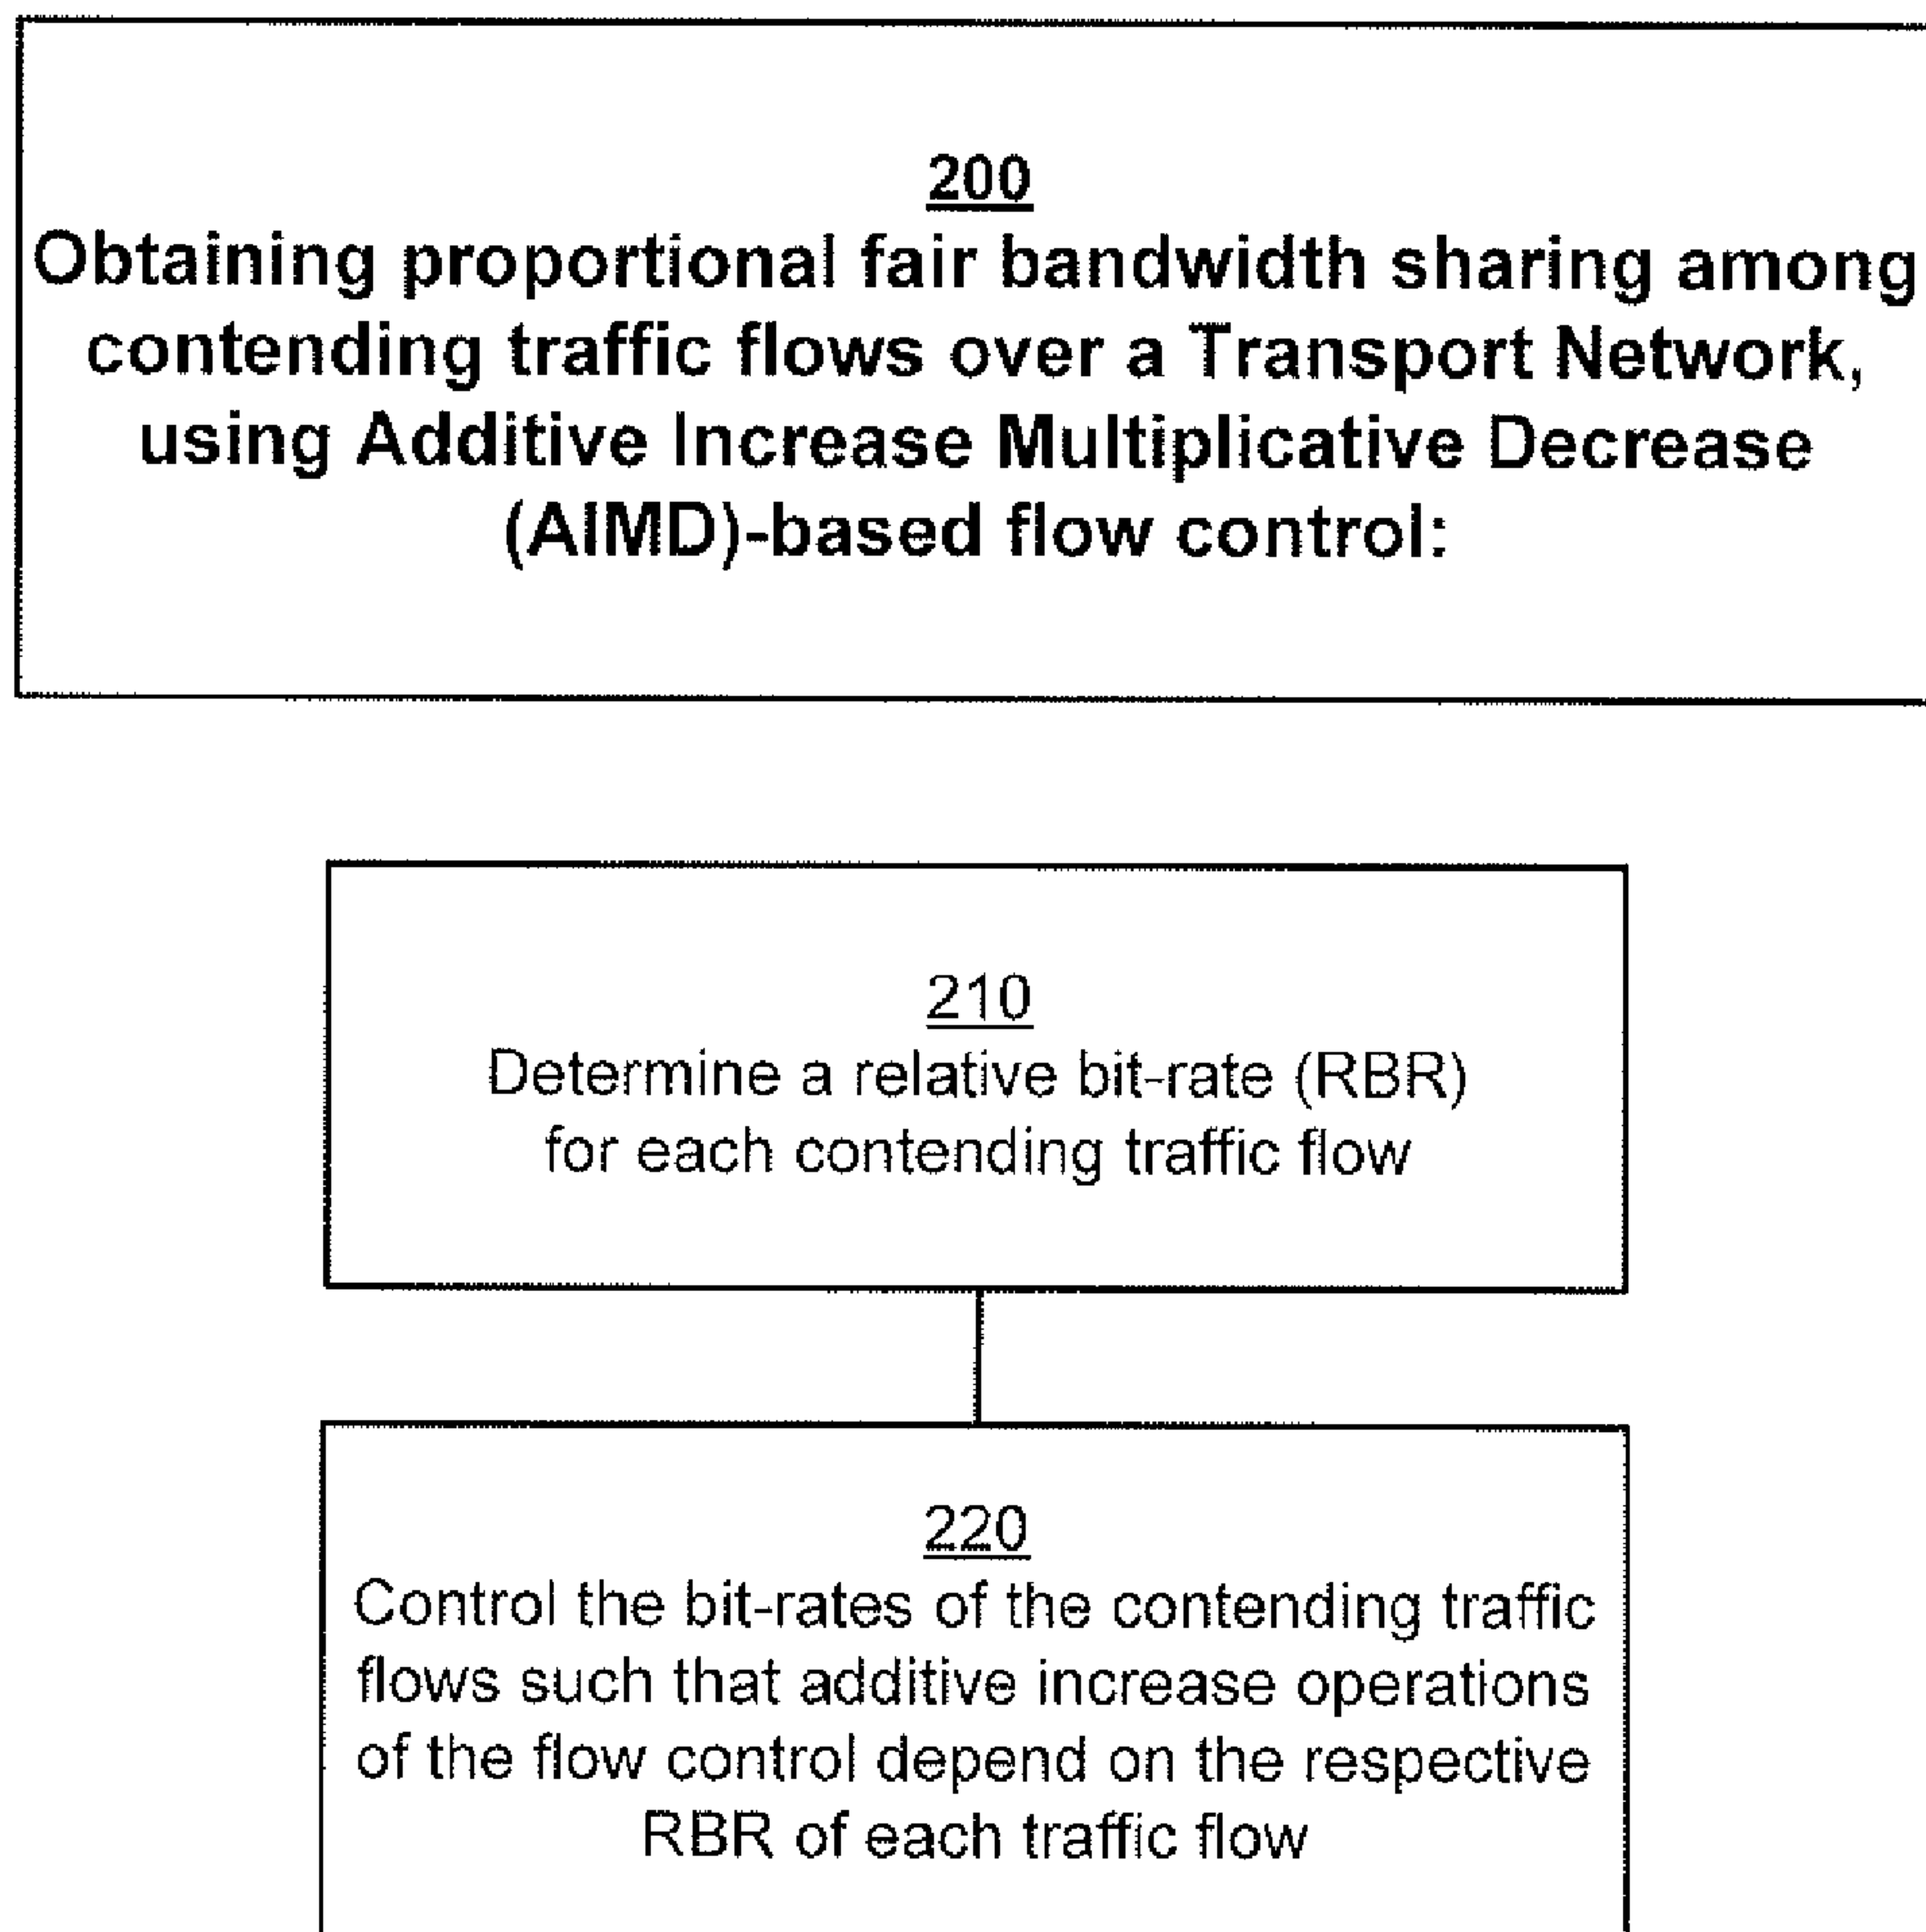 200
Obtaining proportional fair bandwidth sharing among
contending traffic flows over a Transport Network,
using Additive Increase Multiplicative Decrease
(AIMD)-based flow control:
210
Determine a relative bit-rate (RBR)
for each contending traffic flow
220
Control the bit-rates of the contending traffic
flows such that additive increase operations
of the flow control depend on the respective
RBR of each traffic flow